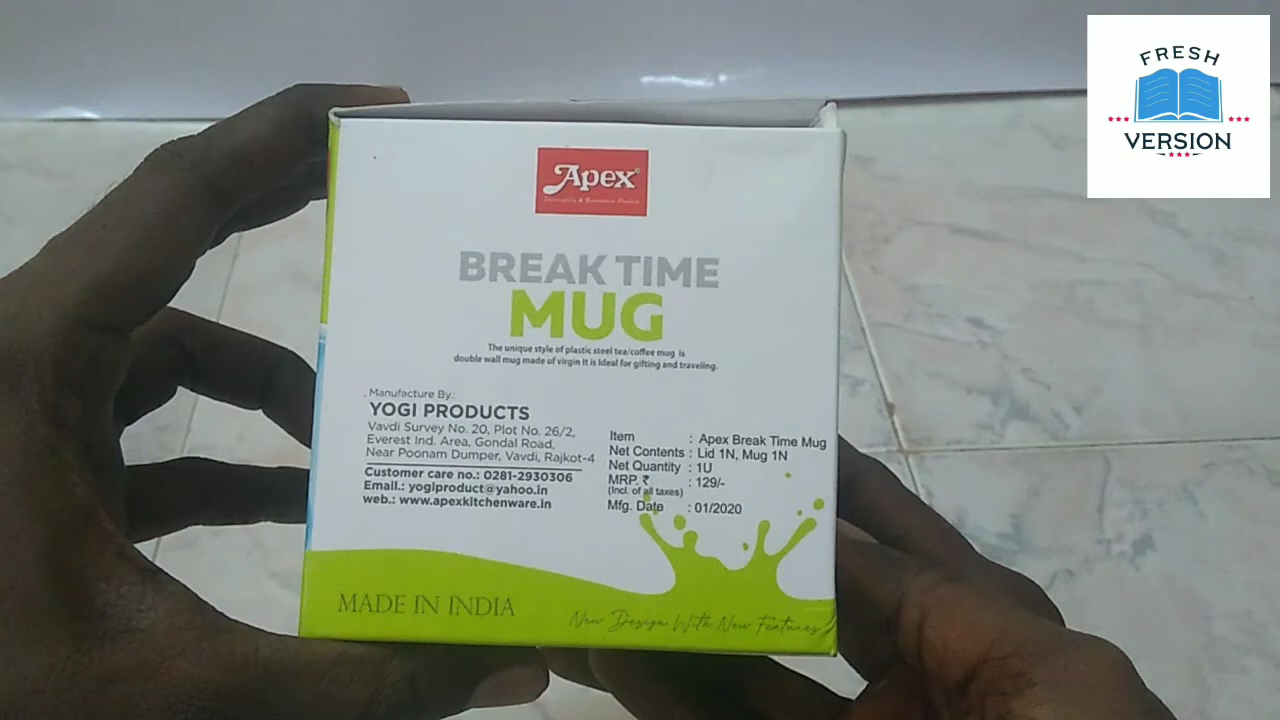 FRESH
VERSION
Apex
BREAK TIME
MUG
The unique style of plastic steel tea/coffee mug is
double wall mug made of virgin It is Ideal for gifting and traveling.
Manufacture By.:
YOGI PRODUCTS
Vavdi Survey No. 20, Plot No. 26/2,
Everest Ind. Area, Gondal Road,
Near Poonam Dumper, Vavdi, Rajkot-4
Customer care no.: 0281-2930306
Email.: yogiproduct@yahoo.in
web.: www.apexkitchenware.in
Item : Apex Break Time Mug
Net Contents : Lid 1N, Mug 1N
Net Quantity : 1U
MRP. ₹ : 129/-
(Incl. of all taxes)
Mfg. Date : 01/2020
MADE IN INDIA
New Design With New Features